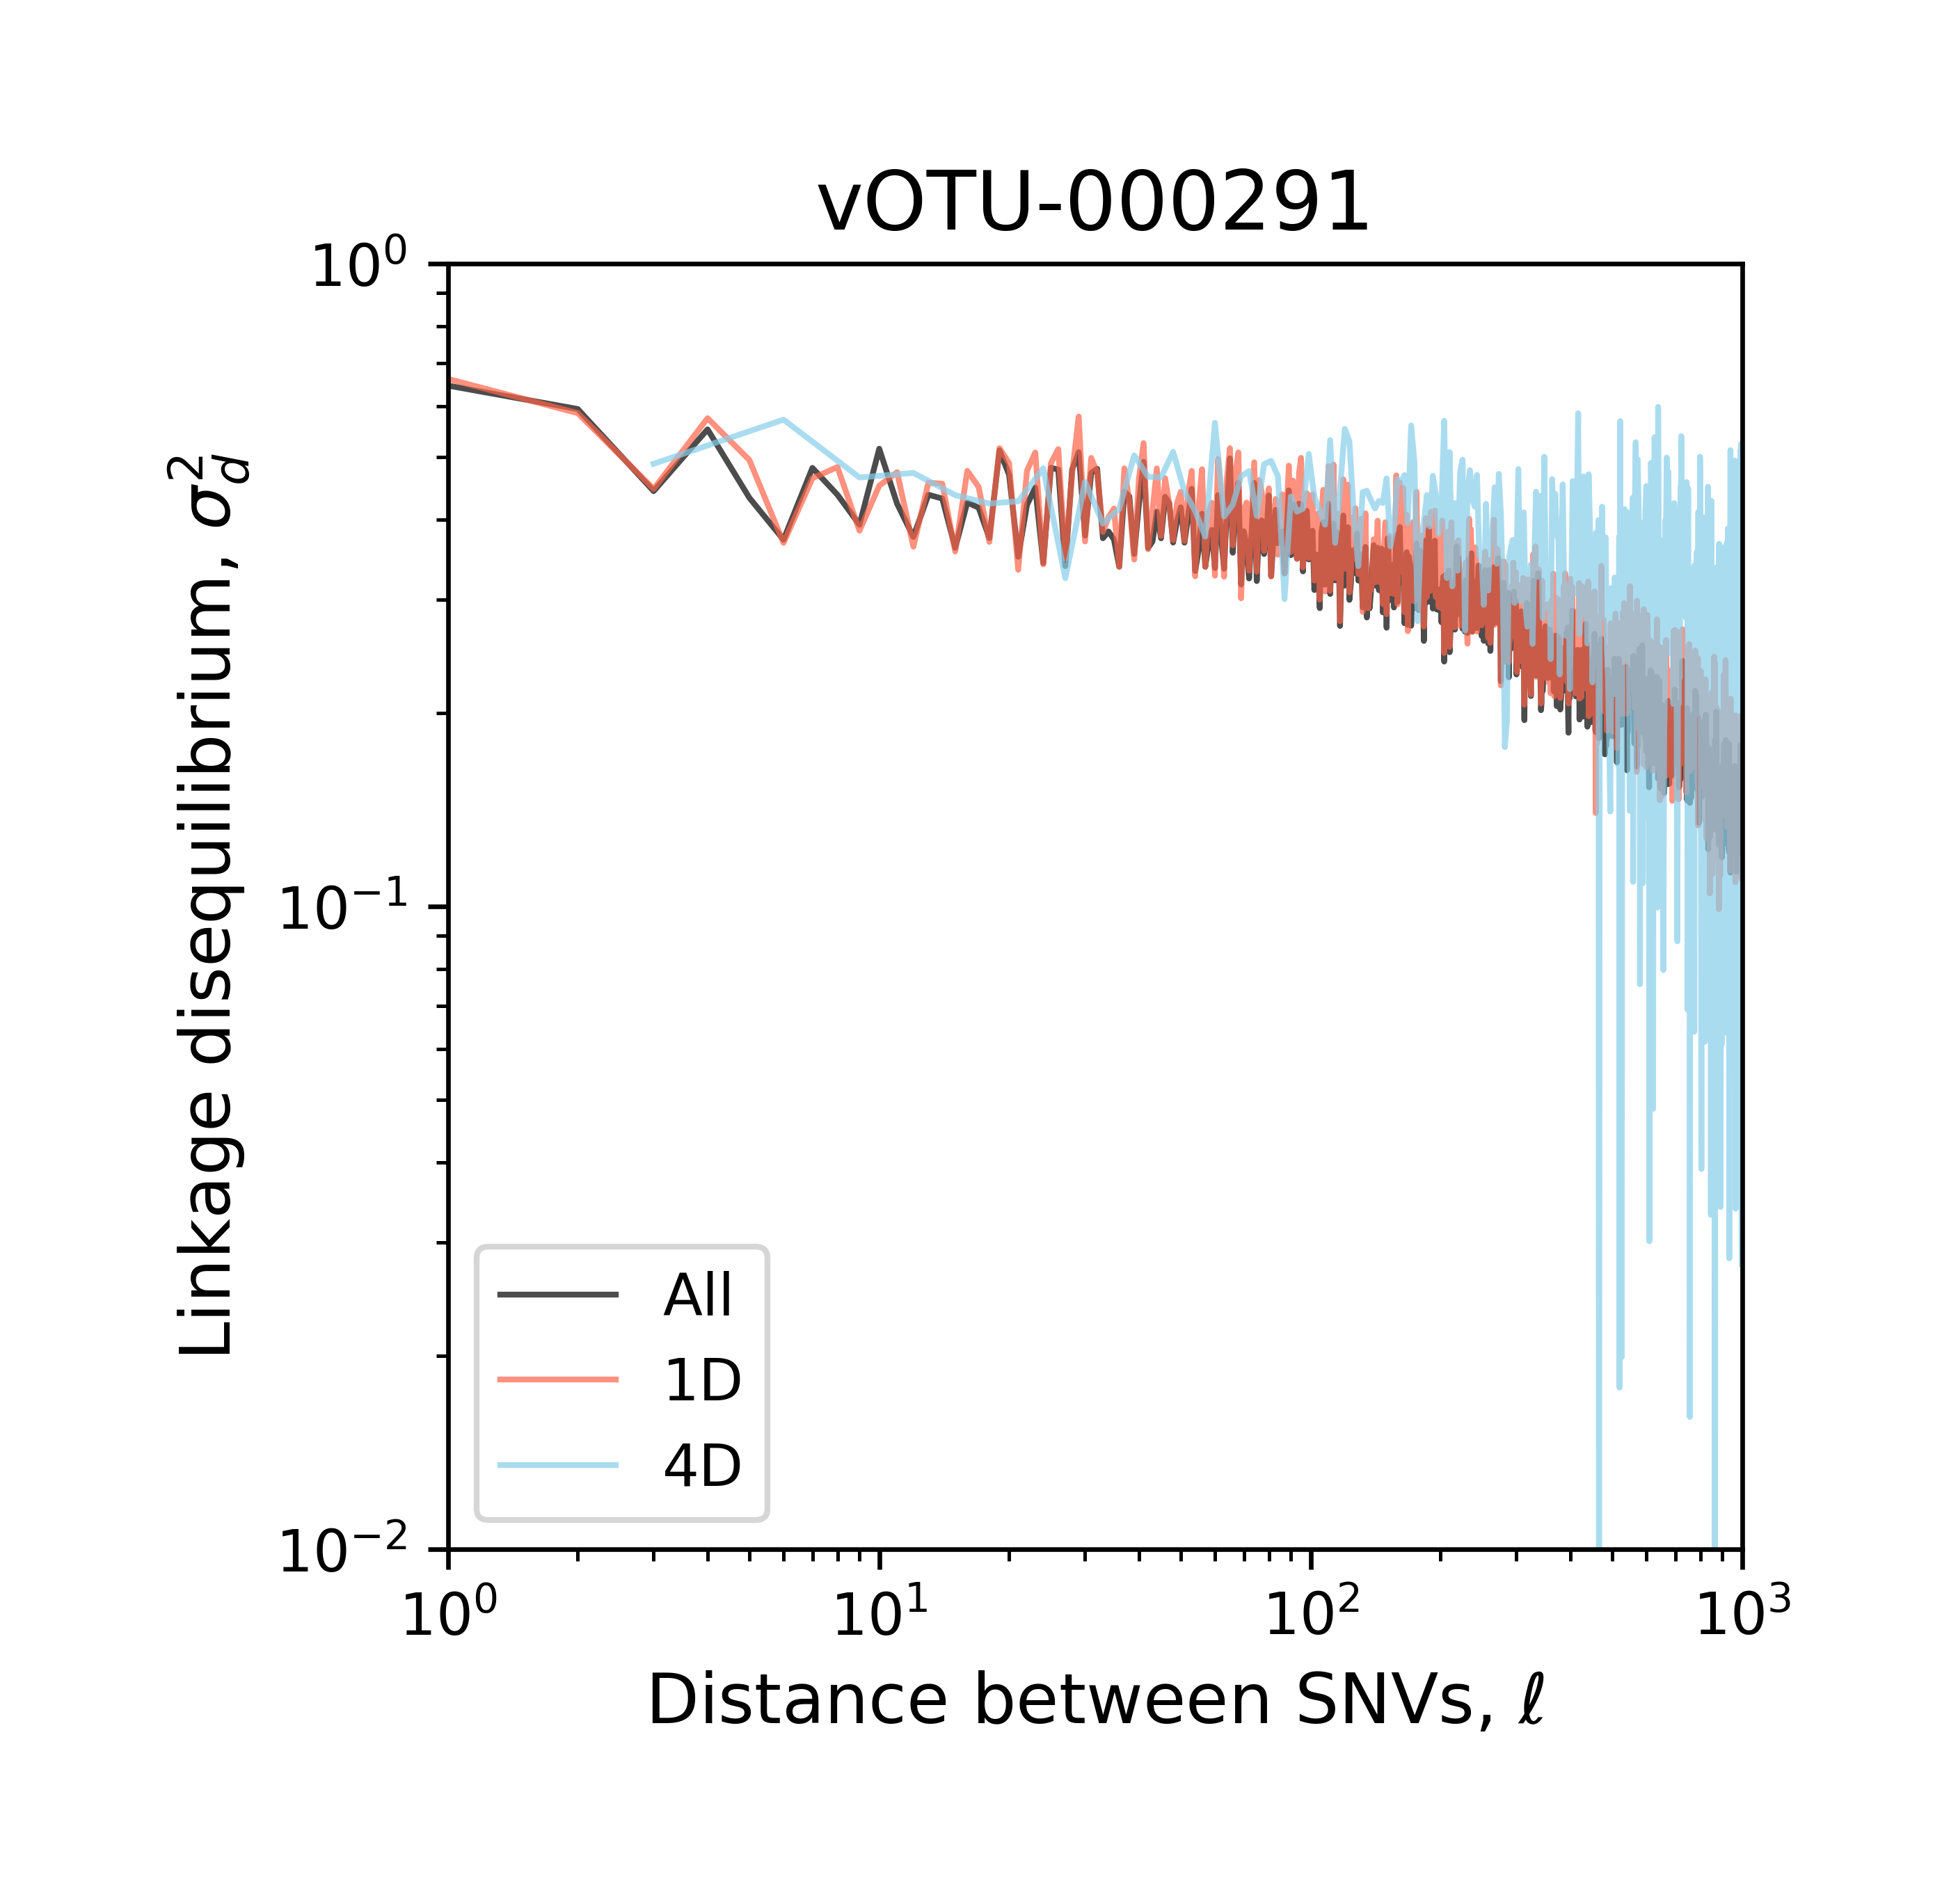 vOTU-000291
Linkage disequilibrium, σ²_d
10⁰
10⁻¹
10⁻²
All
1D
4D
10⁰ 10¹ 10² 10³
Distance between SNVs, ℓ